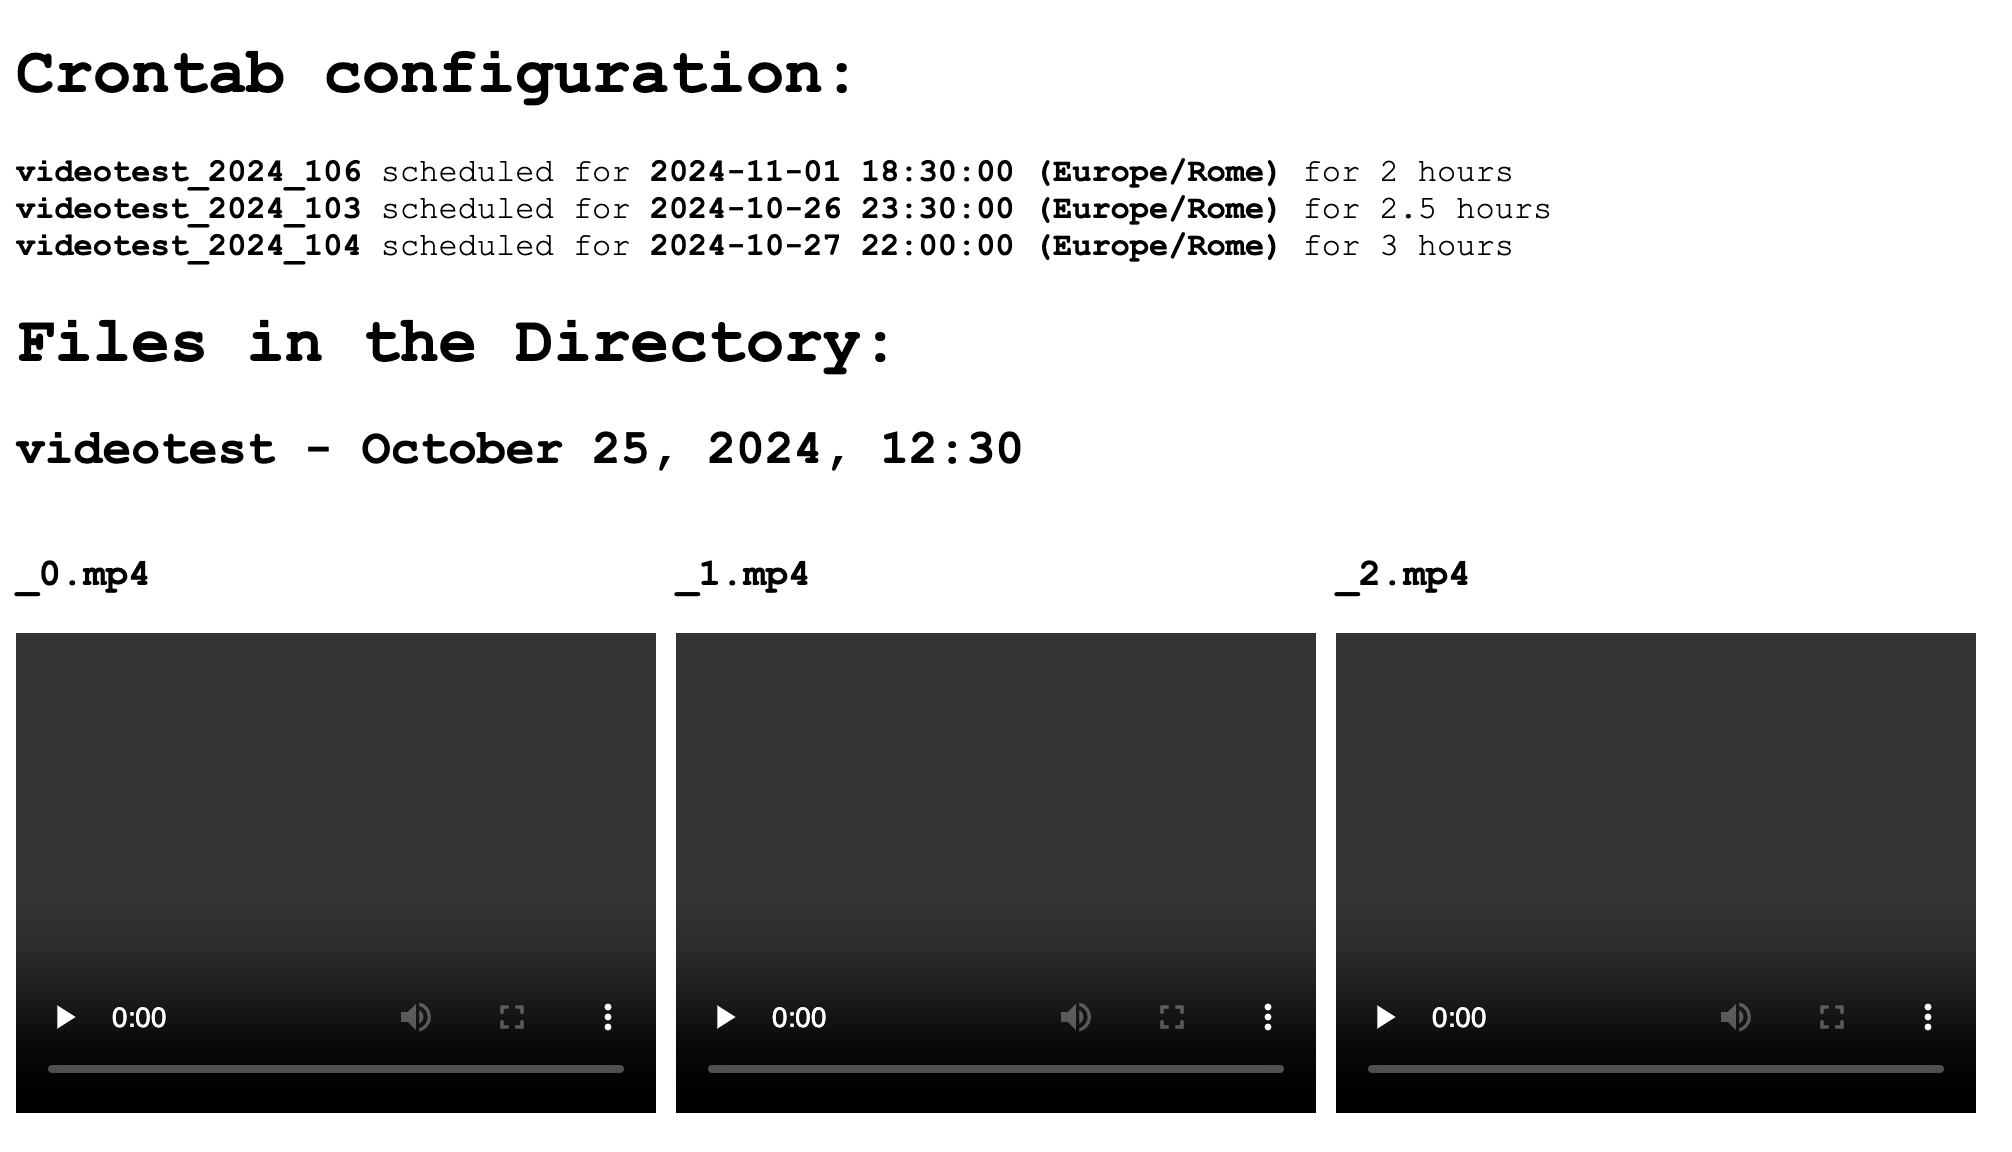 Crontab configuration:
videotest_2024_106 scheduled for 2024-11-01 18:30:00 (Europe/Rome) for 2 hours
videotest_2024_103 scheduled for 2024-10-26 23:30:00 (Europe/Rome) for 2.5 hours
videotest_2024_104 scheduled for 2024-10-27 22:00:00 (Europe/Rome) for 3 hours
Files in the Directory:
videotest - October 25, 2024, 12:30
_0.mp4 _1.mp4 _2.mp4
0:00 0:00 0:00